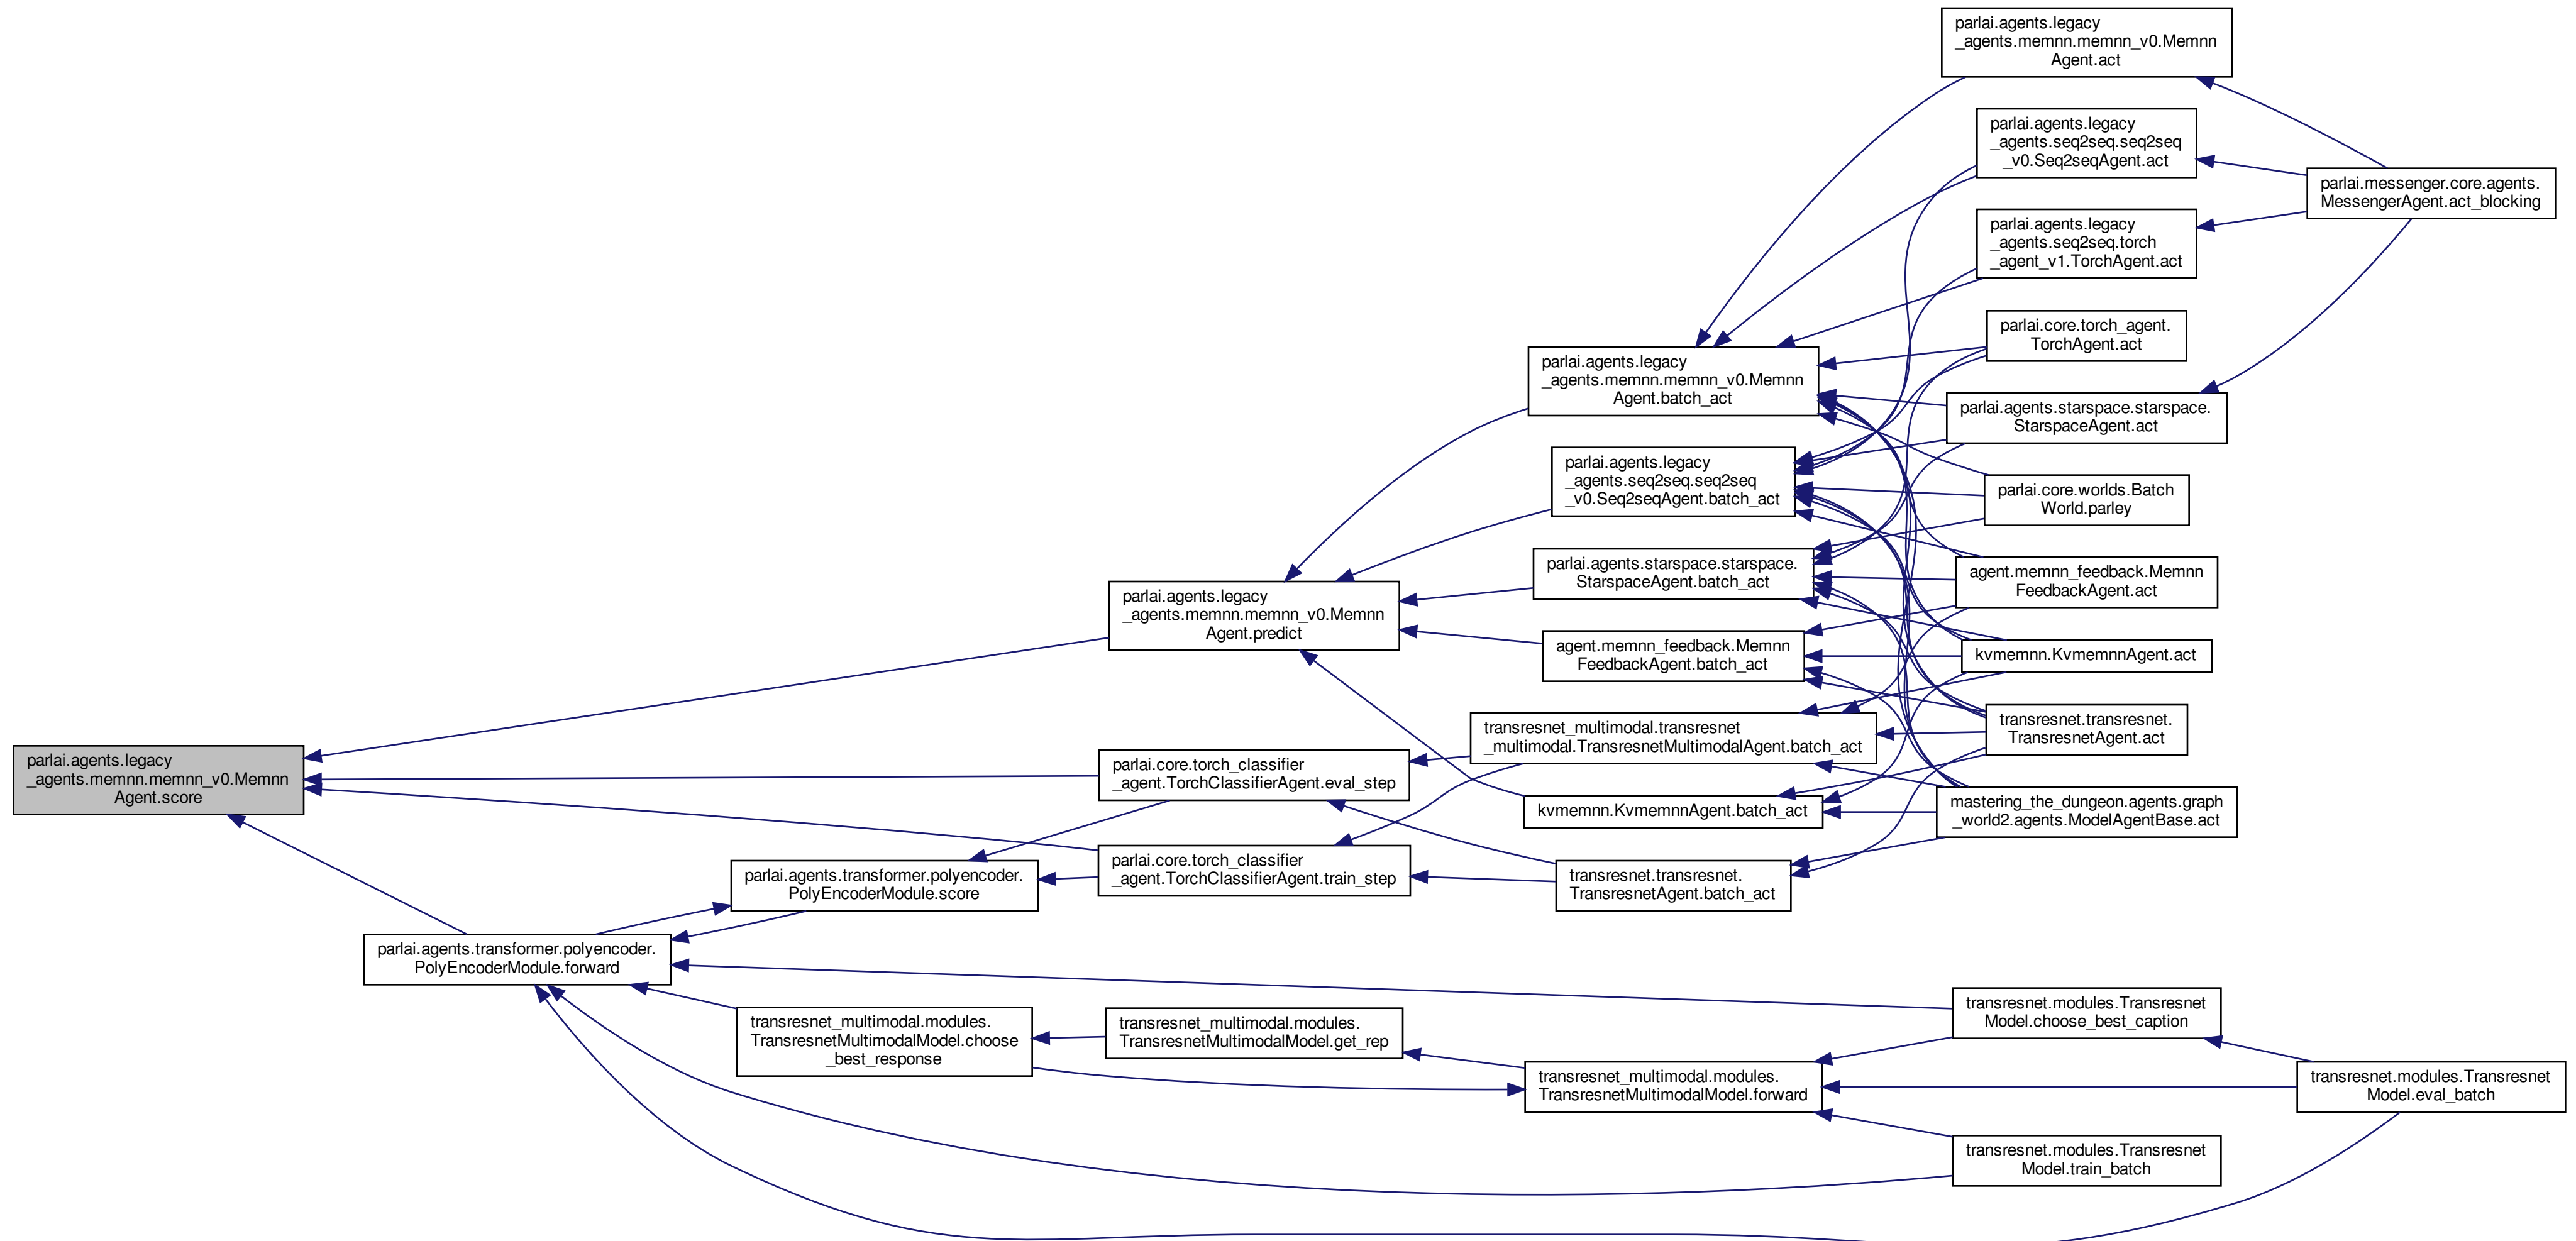 parlai.agents.legacy
_agents.memnn.memnn_v0.Memnn
Agent.score
parlai.agents.legacy
_agents.memnn.memnn_v0.Memnn
Agent.predict
parlai.core.torch_classifier
_agent.TorchClassifierAgent.eval_step
parlai.core.torch_classifier
_agent.TorchClassifierAgent.train_step
parlai.agents.transformer.polyencoder.
PolyEncoderModule.score
parlai.agents.transformer.polyencoder.
PolyEncoderModule.forward
transresnet_multimodal.modules.
TransresnetMultimodalModel.choose
_best_response
transresnet_multimodal.modules.
TransresnetMultimodalModel.get_rep
transresnet_multimodal.modules.
TransresnetMultimodalModel.forward
parlai.agents.legacy
_agents.memnn.memnn_v0.Memnn
Agent.batch_act
parlai.agents.legacy
_agents.seq2seq.seq2seq
_v0.Seq2seqAgent.batch_act
parlai.agents.starspace.starspace.
StarspaceAgent.batch_act
agent.memnn_feedback.Memnn
FeedbackAgent.batch_act
transresnet_multimodal.transresnet
_multimodal.TransresnetMultimodalAgent.batch_act
kvmemnn.KvmemnnAgent.batch_act
transresnet.transresnet.
TransresnetAgent.batch_act
parlai.agents.legacy
_agents.memnn.memnn_v0.Memnn
Agent.act
parlai.agents.legacy
_agents.seq2seq.seq2seq
_v0.Seq2seqAgent.act
parlai.agents.legacy
_agents.seq2seq.torch
_agent_v1.TorchAgent.act
parlai.core.torch_agent.
TorchAgent.act
parlai.agents.starspace.starspace.
StarspaceAgent.act
parlai.core.worlds.Batch
World.parley
agent.memnn_feedback.Memnn
FeedbackAgent.act
kvmemnn.KvmemnnAgent.act
transresnet.transresnet.
TransresnetAgent.act
mastering_the_dungeon.agents.graph
_world2.agents.ModelAgentBase.act
transresnet.modules.Transresnet
Model.choose_best_caption
transresnet.modules.Transresnet
Model.train_batch
parlai.messenger.core.agents.
MessengerAgent.act_blocking
transresnet.modules.Transresnet
Model.eval_batch